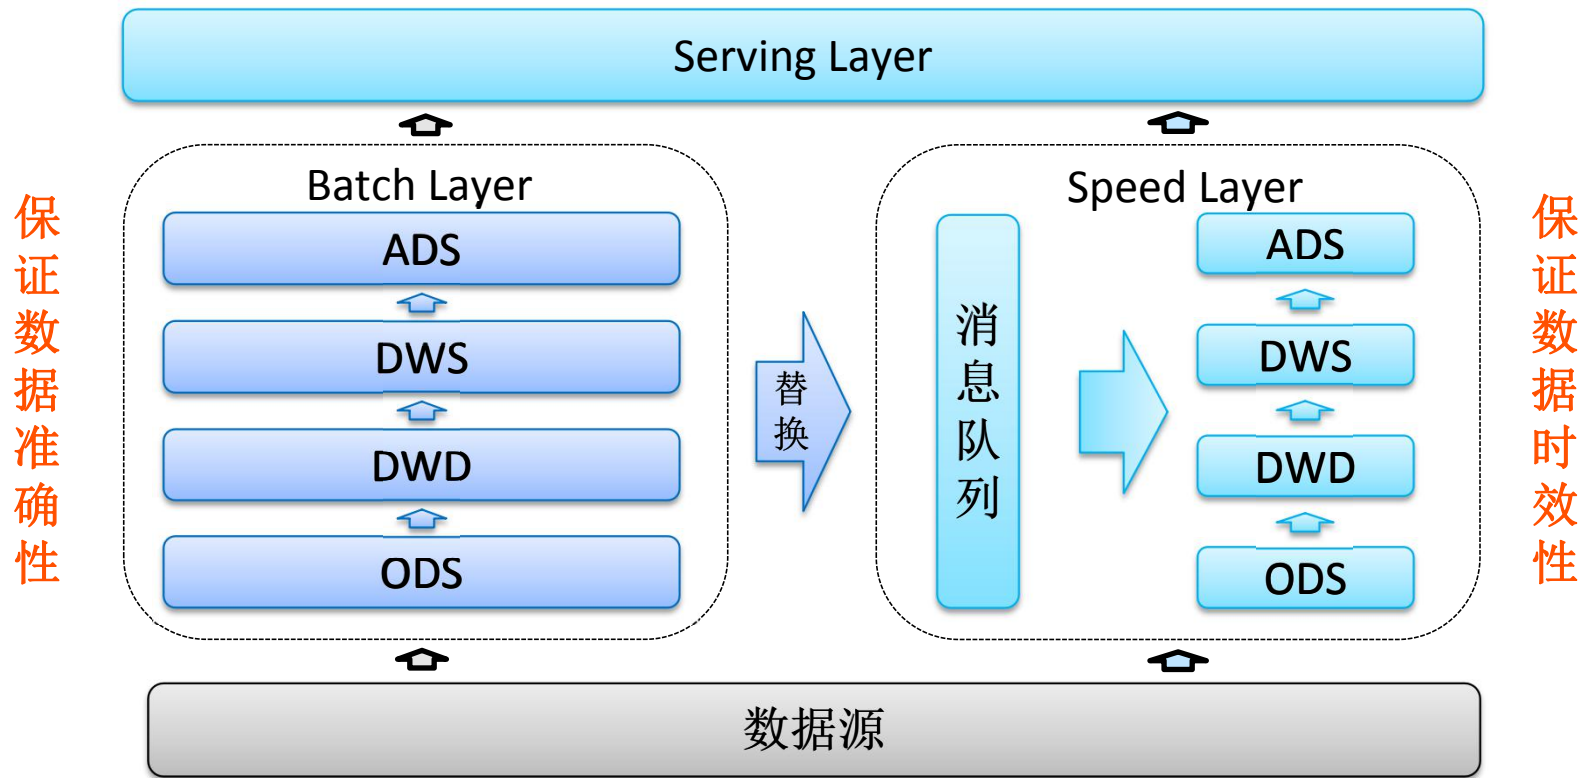 Serving Layer
保证数据准确性
Batch Layer
ADS
DWS
DWD
ODS
替换
Speed Layer
消息队列
ADS
DWS
DWD
ODS
保证数据时效性
数据源